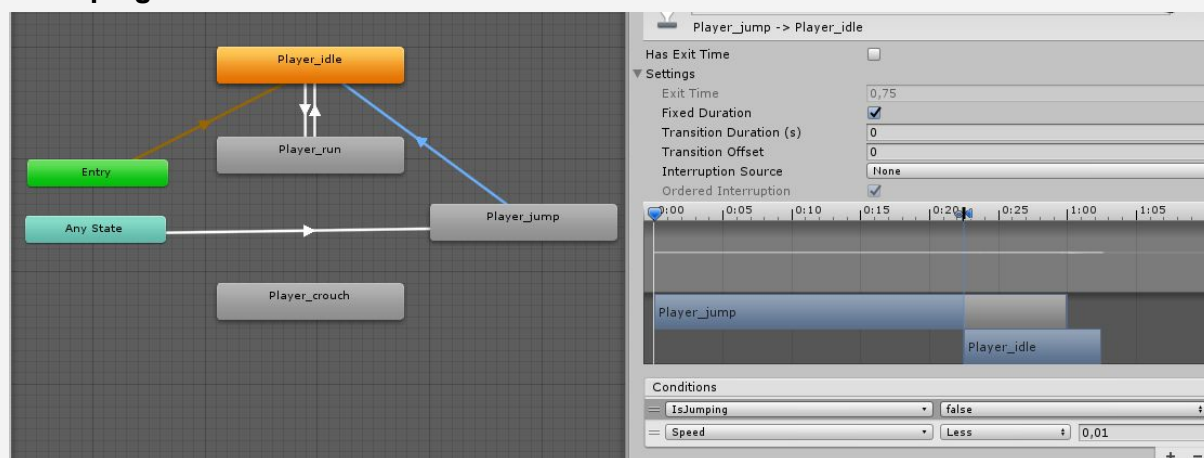 Player_idle
Player_run
Entry
Player_jump
Any State
Player_crouch
Player_jump -> Player_idle
Has Exit Time
Settings
Exit Time 0,75
Fixed Duration
Transition Duration (s) 0
Transition Offset 0
Interruption Source None
Ordered Interruption
0:00 0:05 0:10 0:15 0:20 0:25 1:00 1:05
Player_jump
Player_idle
Conditions
IsJumping false
Speed Less 0,01
+ -